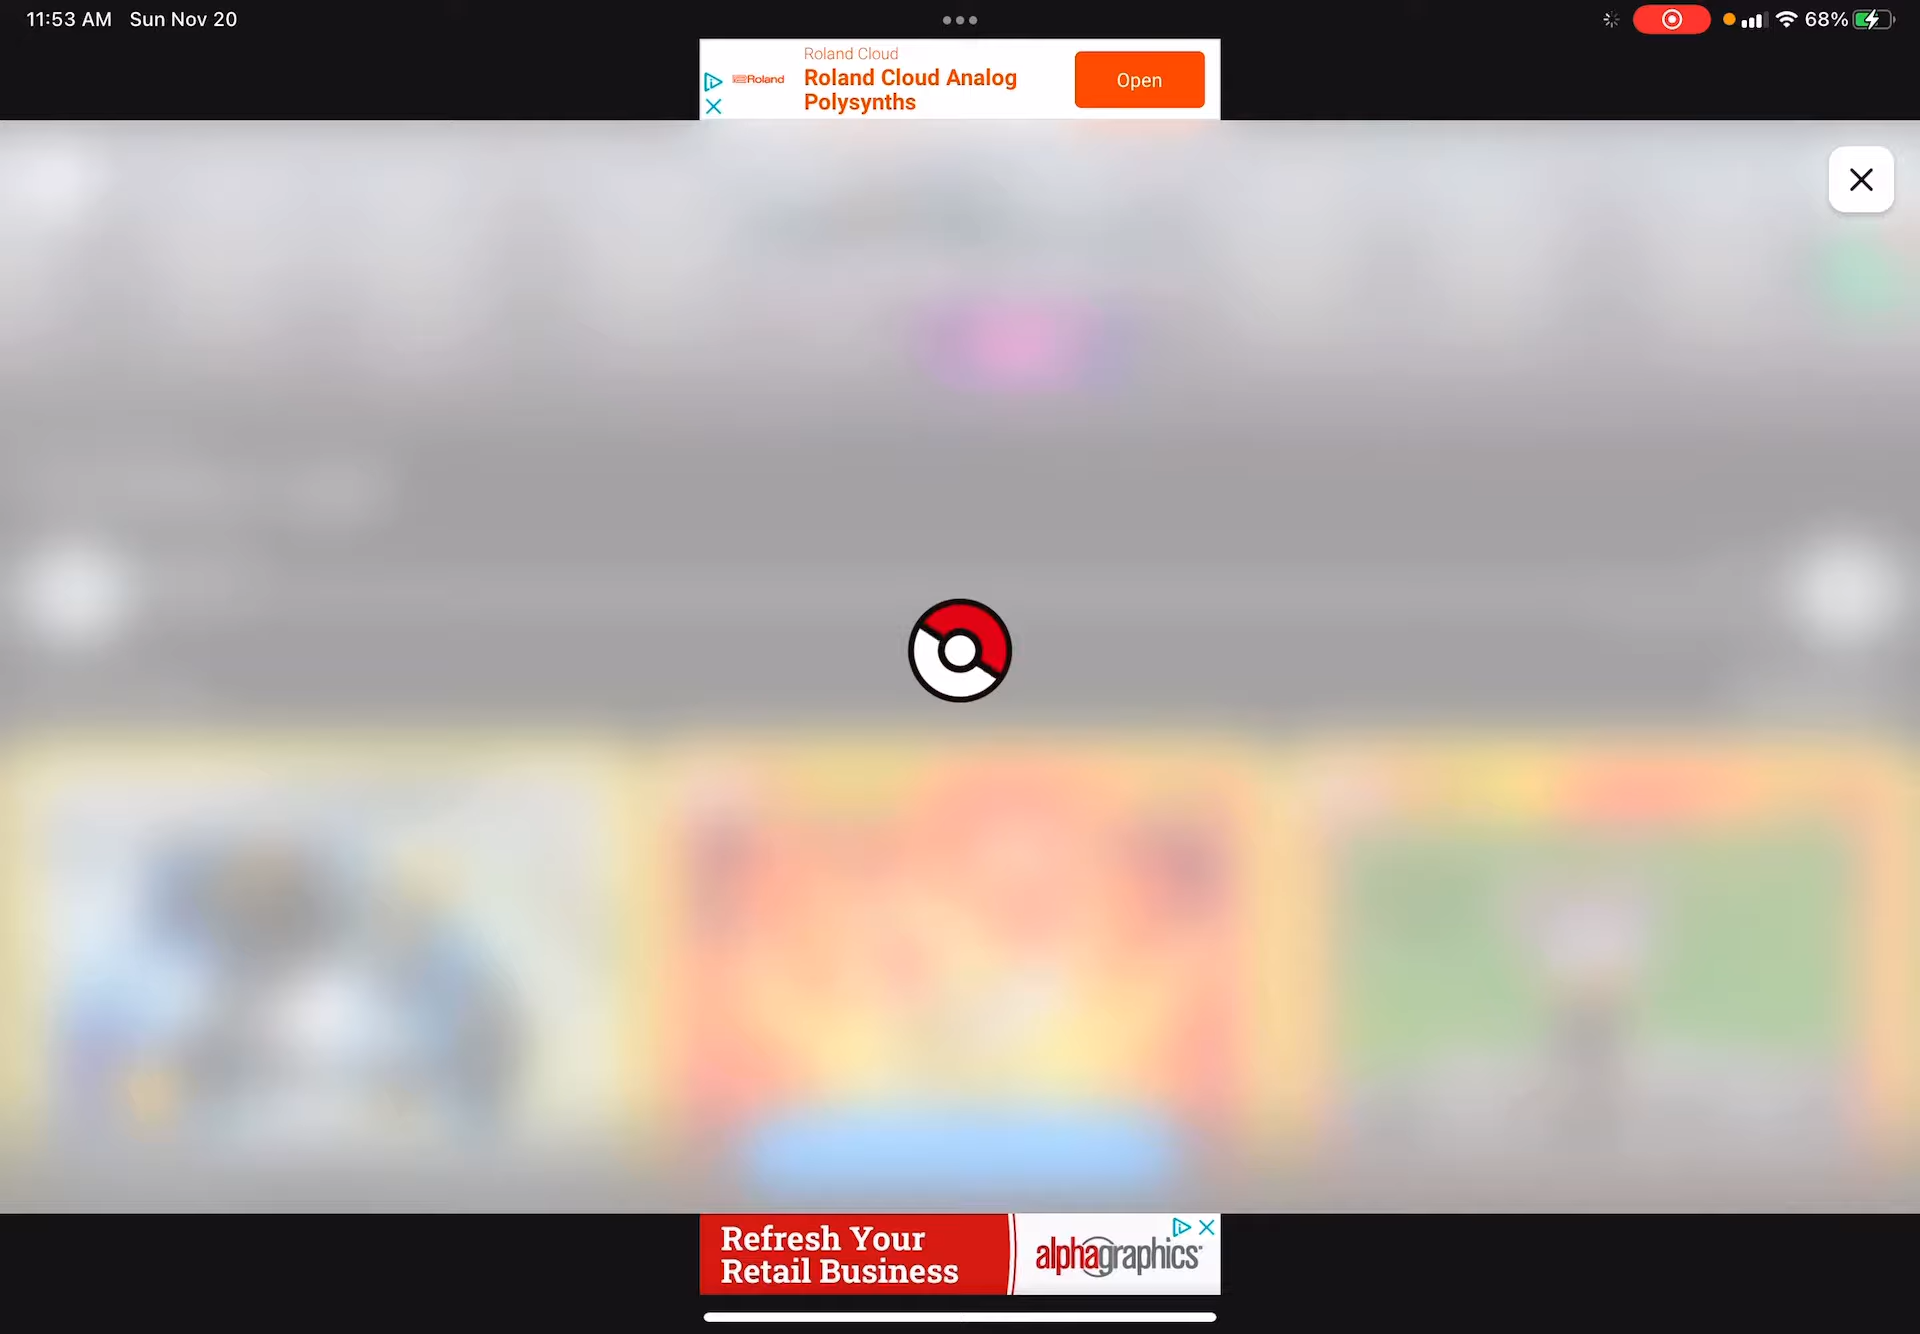 11:53 AM Sun Nov 20
68%
Roland Cloud
Roland
Roland Cloud Analog
Polysynths
Open
Refresh Your
Retail Business
alphagraphics